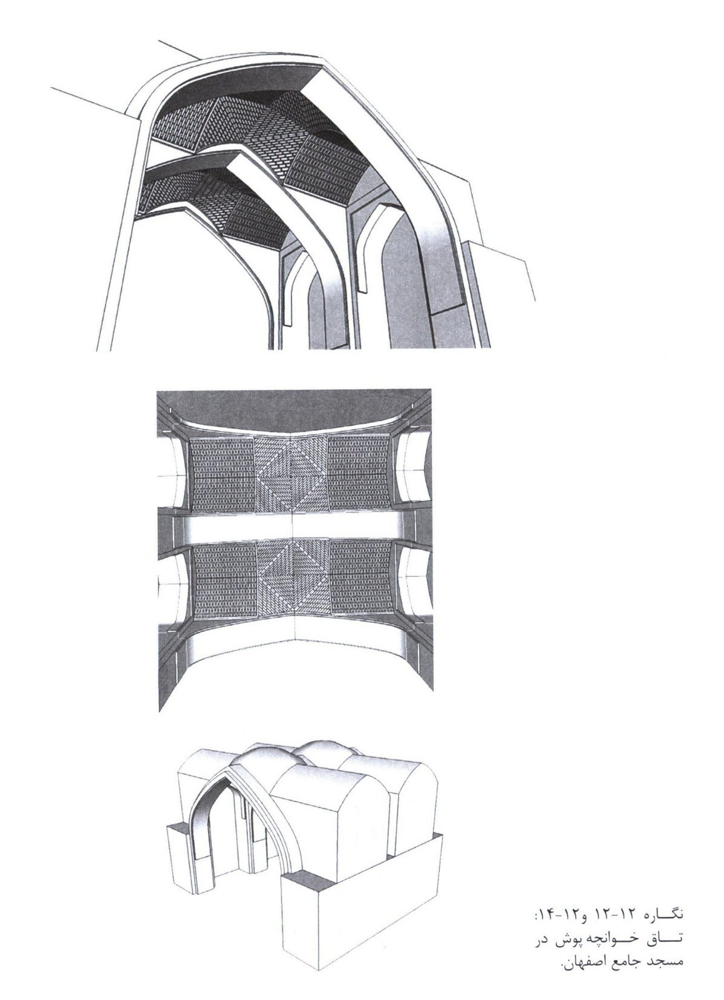 نگاره ۱۲-۱۲ و۱۲-۱۴:
تاق خوانچه‌پوش در
مسجد جامع اصفهان.